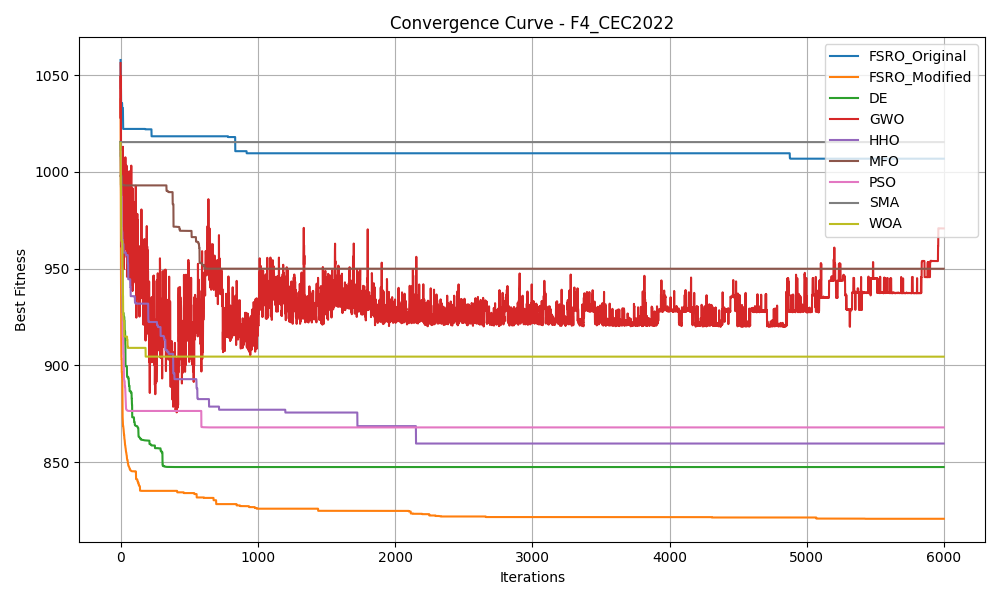 Convergence Curve - F4_CEC2022
Best Fitness
1050
1000
950
900
850
0
1000
2000
3000
4000
5000
6000
Iterations
FSRO_Original
FSRO_Modified
DE
GWO
HHO
MFO
PSO
SMA
WOA